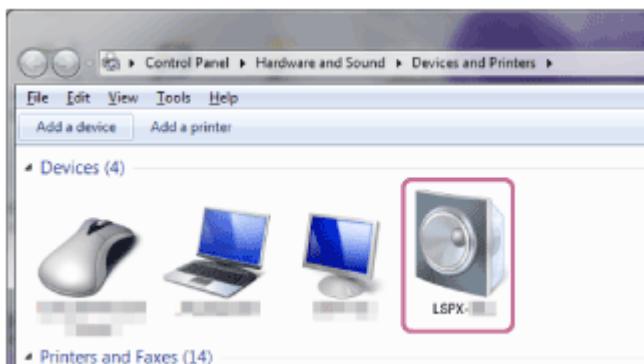 Control Panel ▸ Hardware and Sound ▸ Devices and Printers ▸
File Edit View Tools Help
Add a device Add a printer
Devices (4)
LSPX-
Printers and Faxes (14)